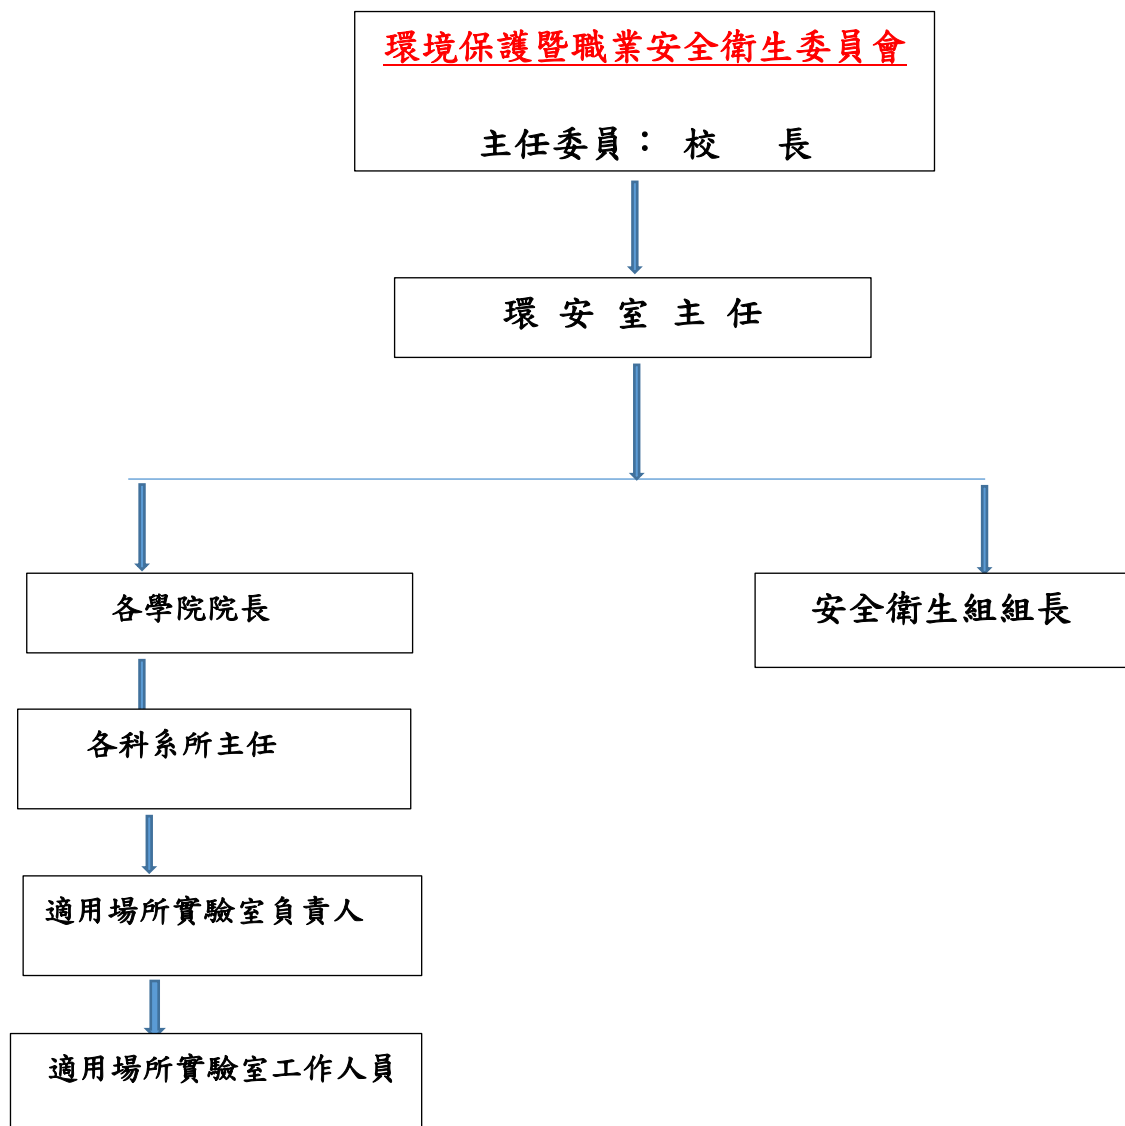 環境保護暨職業安全衛生委員會
主任委員： 校 長
環 安 室 主 任
各學院院長
安全衛生組組長
各科系所主任
適用場所實驗室負責人
適用場所實驗室工作人員